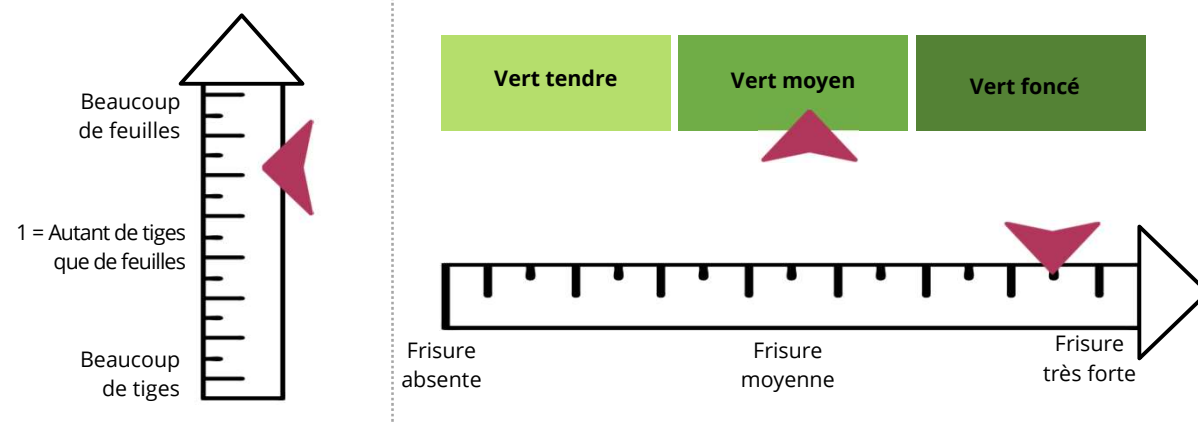 Beaucoup
de feuilles
1 = Autant de tiges
que de feuilles
Beaucoup
de tiges
Vert tendre
Vert moyen
Vert foncé
Frisure
absente
Frisure
moyenne
Frisure
très forte